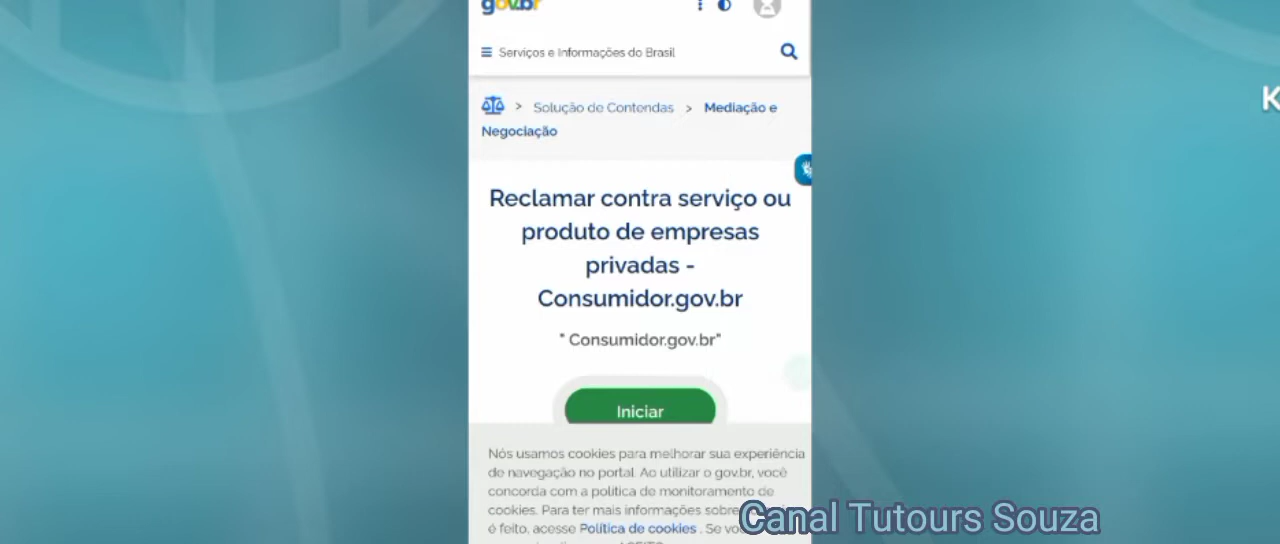 gov.br
Serviços e Informações do Brasil
> Solução de Contendas > Mediação e
Negociação
K
Reclamar contra serviço ou
produto de empresas
privadas -
Consumidor.gov.br
" Consumidor.gov.br"
Iniciar
Nós usamos cookies para melhorar sua experiência
de navegação no portal. Ao utilizar o gov.br, você
concorda com a política de monitoramento de
cookies. Para ter mais informações sobre
é feito, acesse Política de cookies . Se
Canal Tutours Souza